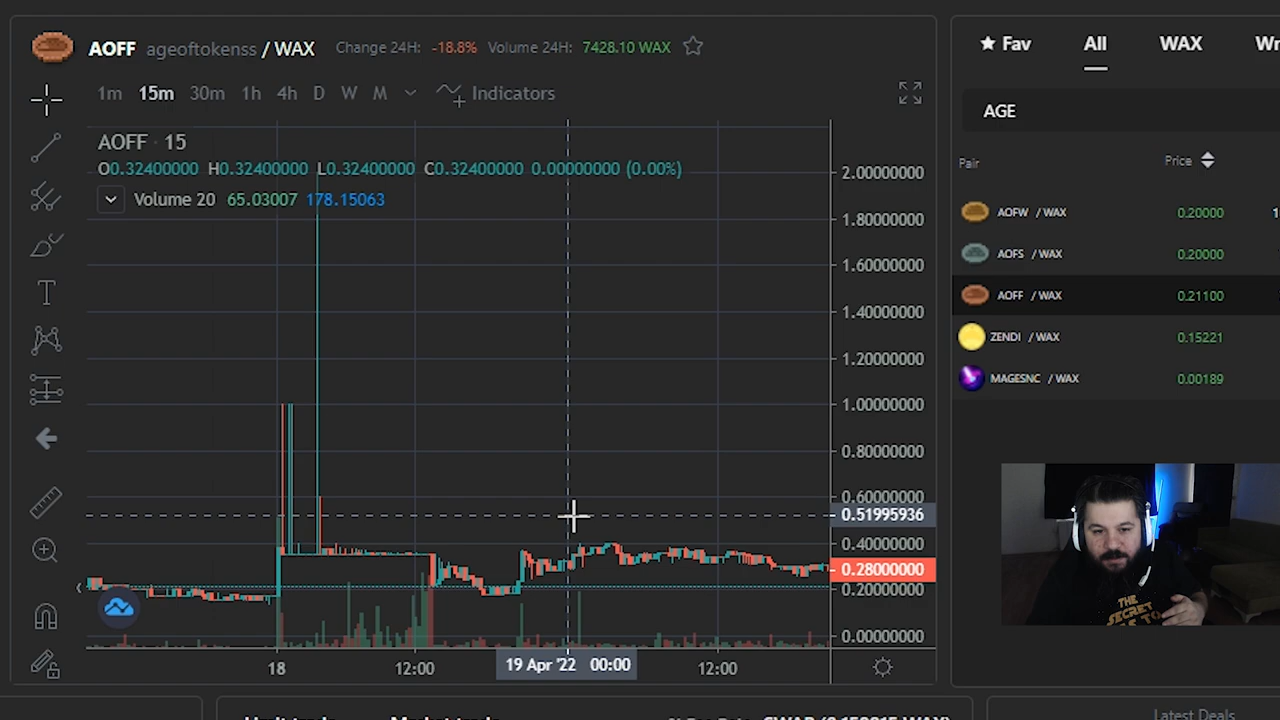 AOFF ageoftokenss / WAX Change 24H: -18.8% Volume 24H: 7428.10 WAX
1m 15m 30m 1h 4h D W M Indicators
AOFF · 15
O0.32400000 H0.32400000 L0.32400000 C0.32400000 0.00000000 (0.00%)
Volume 20 65.03007 178.15063
2.00000000
1.80000000
1.60000000
1.40000000
1.20000000
1.00000000
0.80000000
0.60000000
0.51995936
0.40000000
0.28000000
0.20000000
0.00000000
18 12:00 19 Apr '22 00:00 12:00
Fav All WAX
AGE
Pair Price
AOFW / WAX 0.20000
AOFS / WAX 0.20000
AOFF / WAX 0.21100
ZENDI / WAX 0.15221
MAGESNC / WAX 0.00189
THE
SECRET
Latest Deals